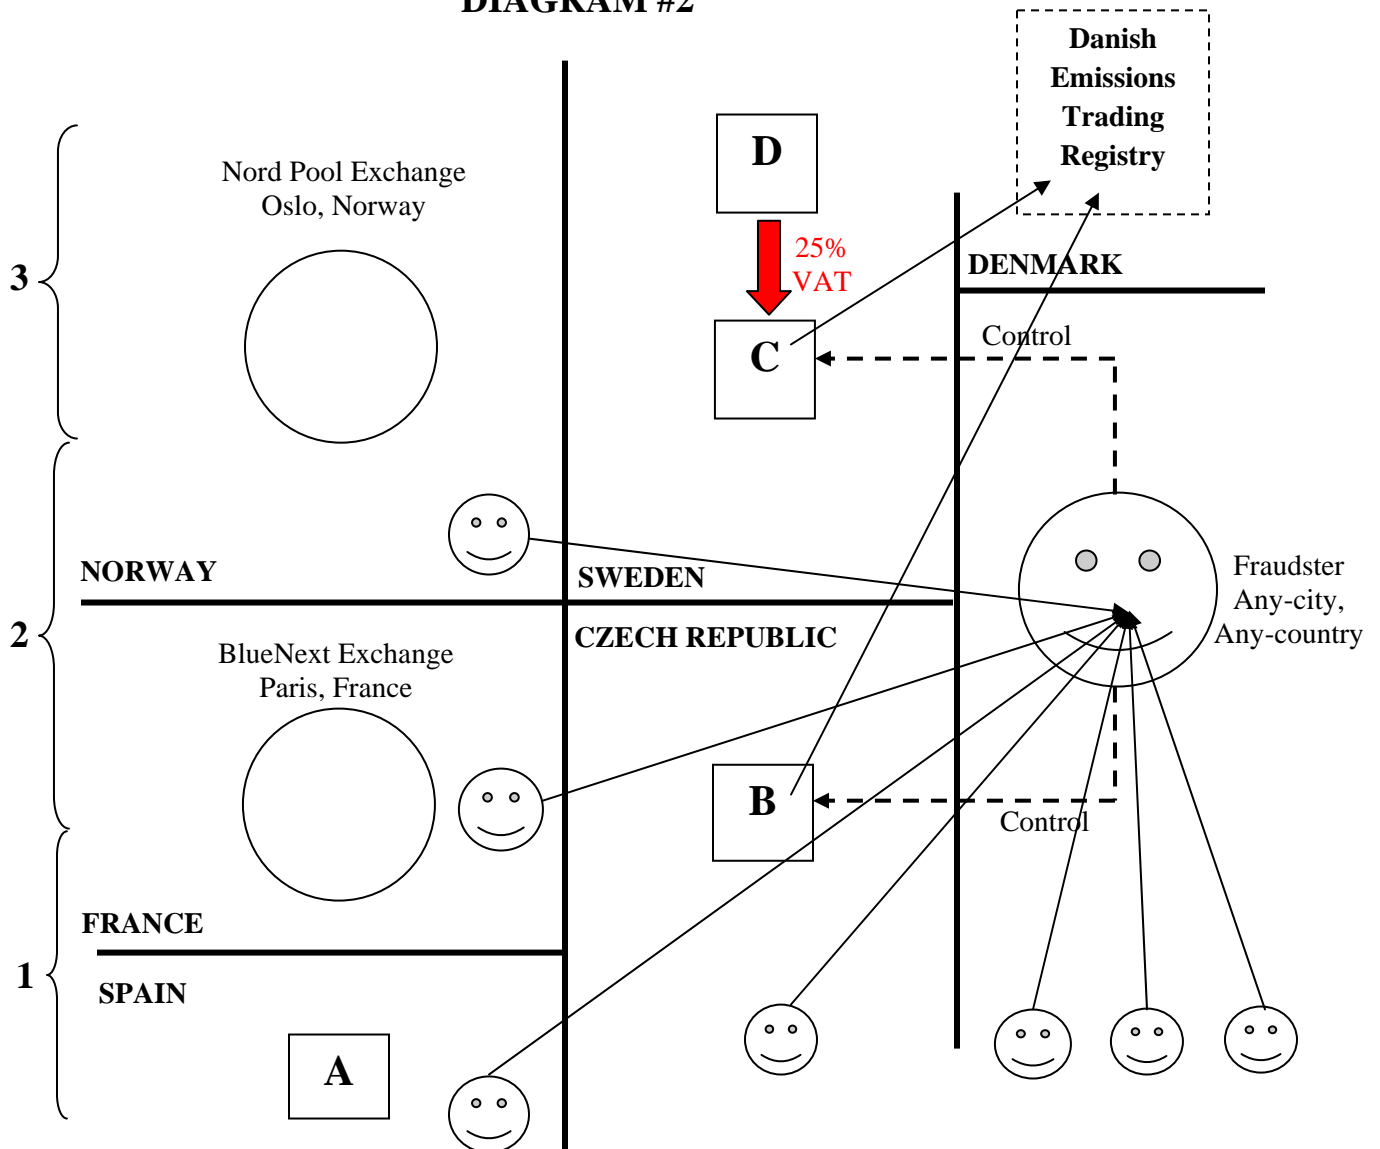 DIAGRAM #2
Danish
Emissions
Trading
Registry
D
Nord Pool Exchange
Oslo, Norway
25%
VAT
DENMARK
3
Control
C
NORWAY
SWEDEN
Fraudster
Any-city,
Any-country
2
CZECH REPUBLIC
BlueNext Exchange
Paris, France
B
Control
FRANCE
1
SPAIN
A